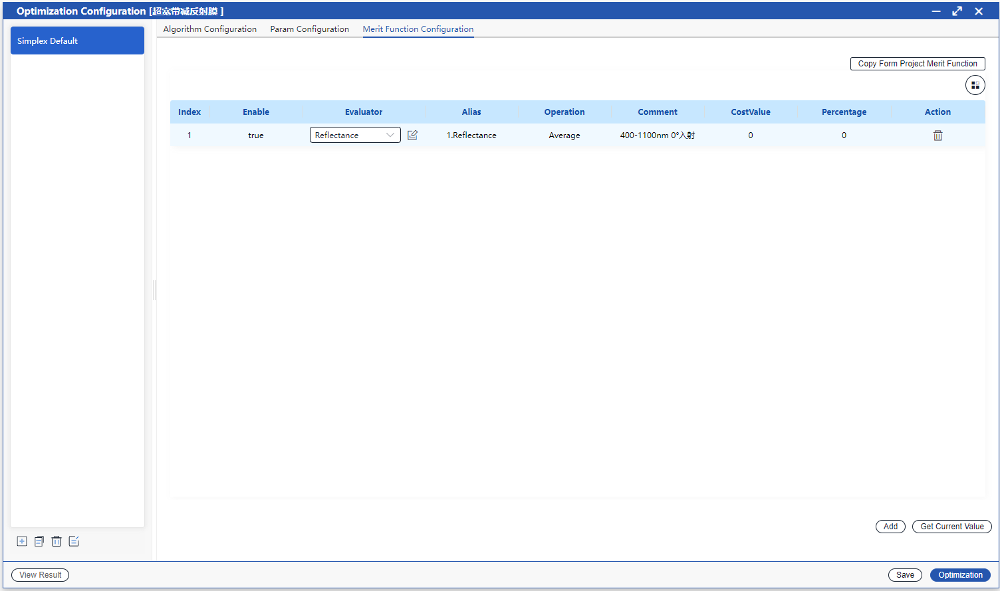 Optimization Configuration [超宽带减反射膜 ]
Simplex Default
Algorithm Configuration Param Configuration Merit Function Configuration
Copy Form Project Merit Function
Index Enable Evaluator Alias Operation Comment CostValue Percentage Action
1 true Reflectance 1.Reflectance Average 400-1100nm 0°入射 0 0
Add Get Current Value
View Result Save Optimization